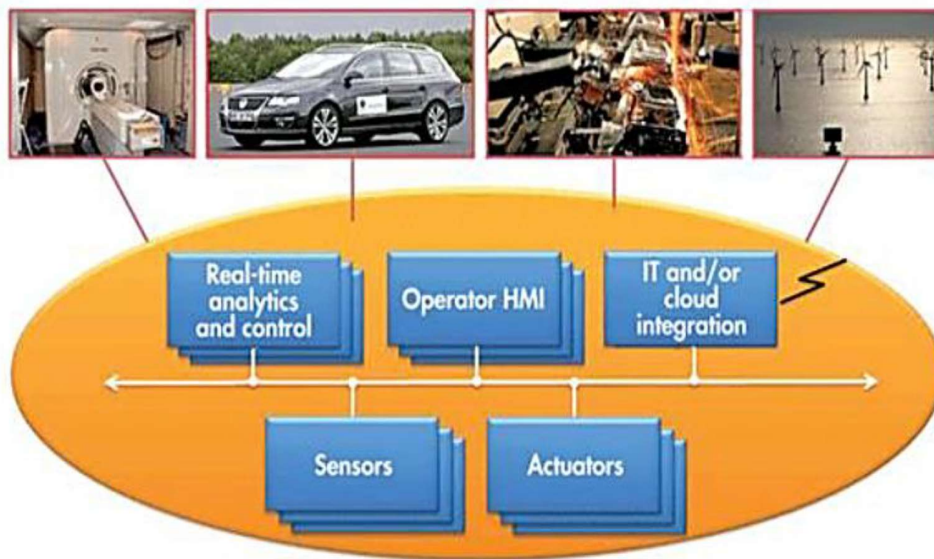 Real-time
analytics
and control
Operator HMI
IT and/or
cloud
integration
Sensors
Actuators